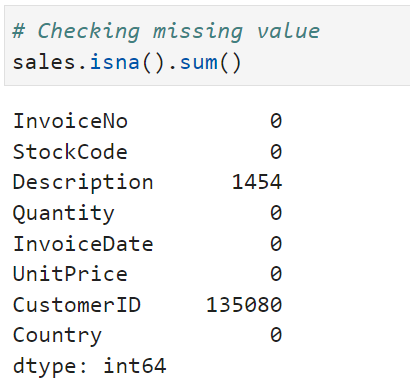 # Checking missing value
sales.isna().sum()
InvoiceNo 0
StockCode 0
Description 1454
Quantity 0
InvoiceDate 0
UnitPrice 0
CustomerID 135080
Country 0
dtype: int64